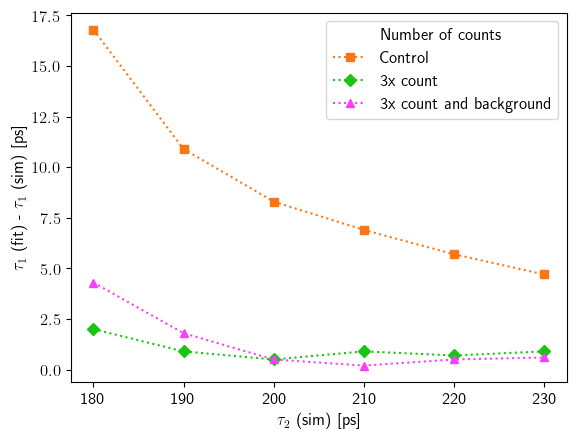 17.5
15.0
12.5
10.0
7.5
5.0
2.5
0.0
τ₁ (fit) - τ₁ (sim) [ps]
Number of counts
Control
3x count
3x count and background
180 190 200 210 220 230
τ₂ (sim) [ps]